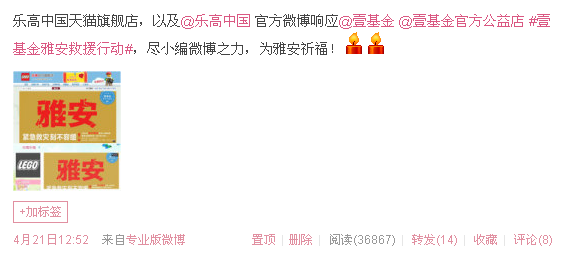 乐高中国天猫旗舰店，以及@乐高中国 官方微博响应@壹基金 @壹基金官方公益店 #壹
基金雅安救援行动#，尽小编微博之力，为雅安祈福！
LEGO
雅安
紧急救灾刻不容缓
LEGO
雅安
+加标签
4月21日12:52 来自专业版微博 置顶 | 删除 | 阅读(36867) | 转发(14) | 收藏 | 评论(8)